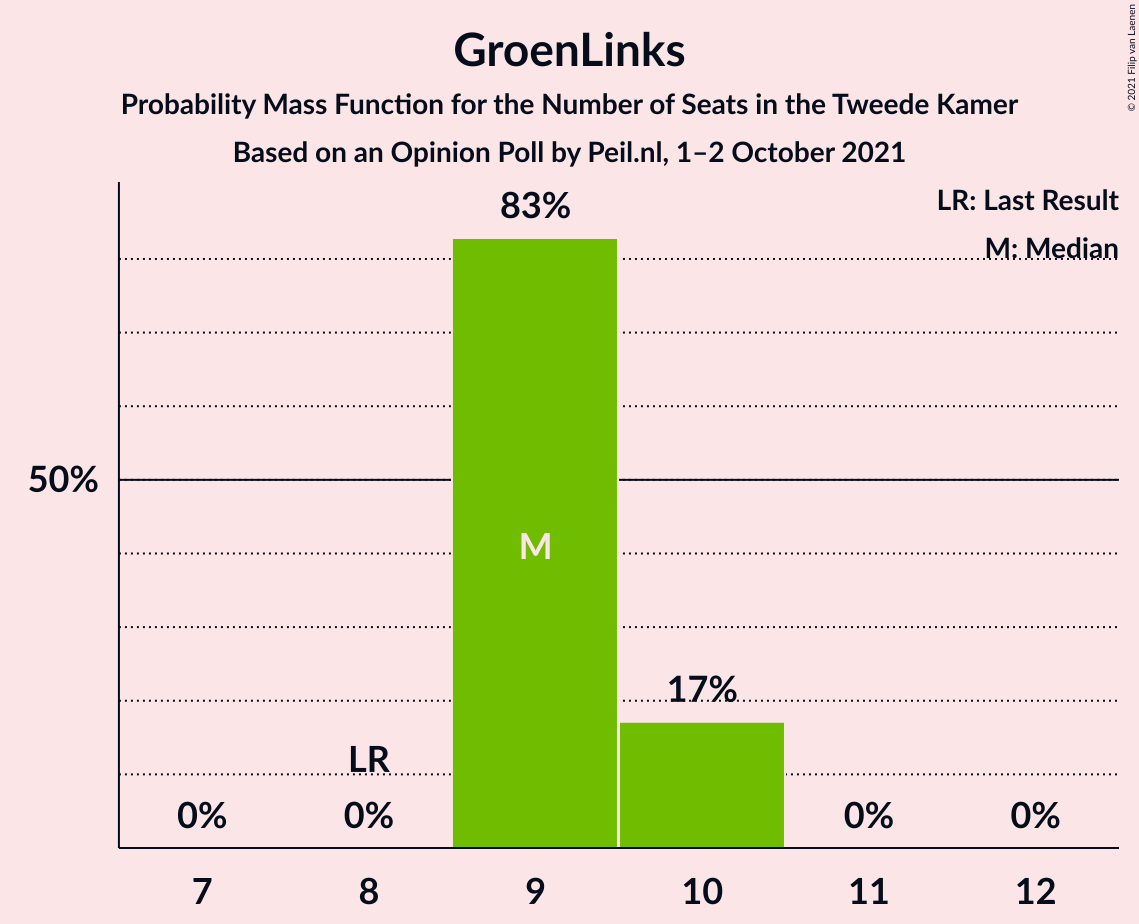 GroenLinks
Probability Mass Function for the Number of Seats in the Tweede Kamer
Based on an Opinion Poll by Peil.nl, 1–2 October 2021
© 2021 Filip van Laenen
LR: Last Result
M: Median
83%
50%
M
17%
LR
0% 0% 0% 0%
7 8 9 10 11 12